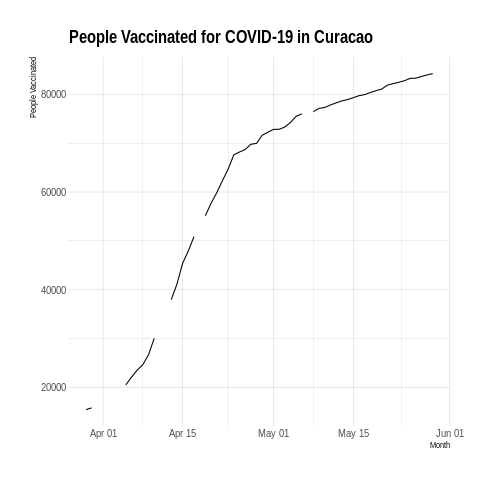 People Vaccinated for COVID-19 in Curacao
People Vaccinated
80000
60000
40000
20000
Apr 01 Apr 15 May 01 May 15 Jun 01
Month